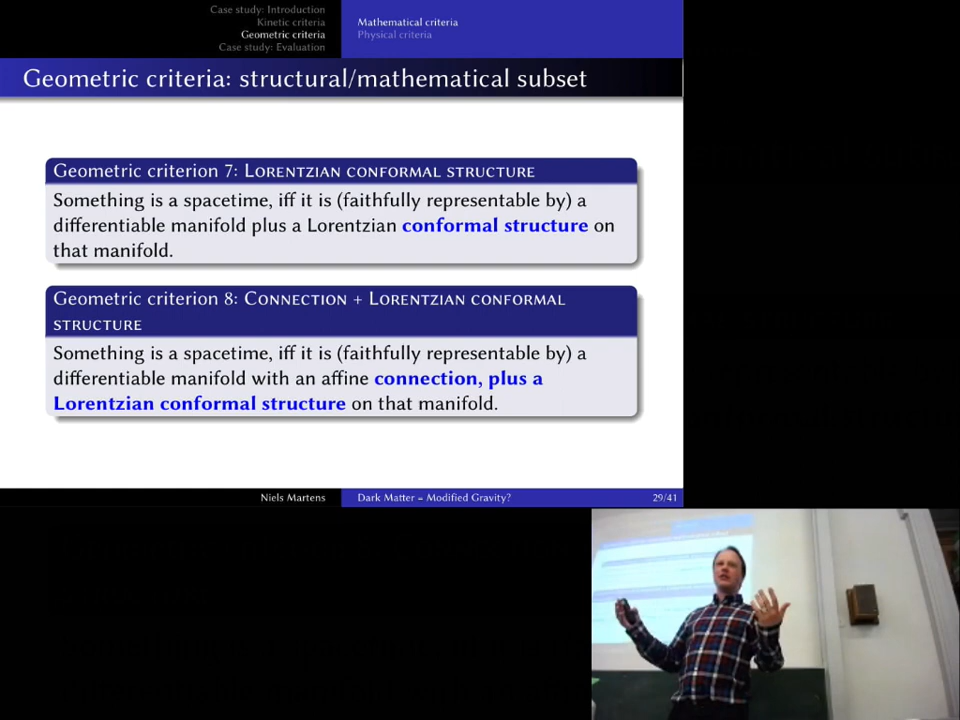 Case study: Introduction
Kinetic criteria
Geometric criteria
Case study: Evaluation
Mathematical criteria
Physical criteria
Geometric criteria: structural/mathematical subset
Geometric criterion 7: Lorentzian conformal structure
Something is a spacetime, iff it is (faithfully representable by) a
differentiable manifold plus a Lorentzian conformal structure on
that manifold.
Geometric criterion 8: Connection + Lorentzian conformal
structure
Something is a spacetime, iff it is (faithfully representable by) a
differentiable manifold with an affine connection, plus a
Lorentzian conformal structure on that manifold.
Niels Martens
Dark Matter = Modified Gravity?
29/41